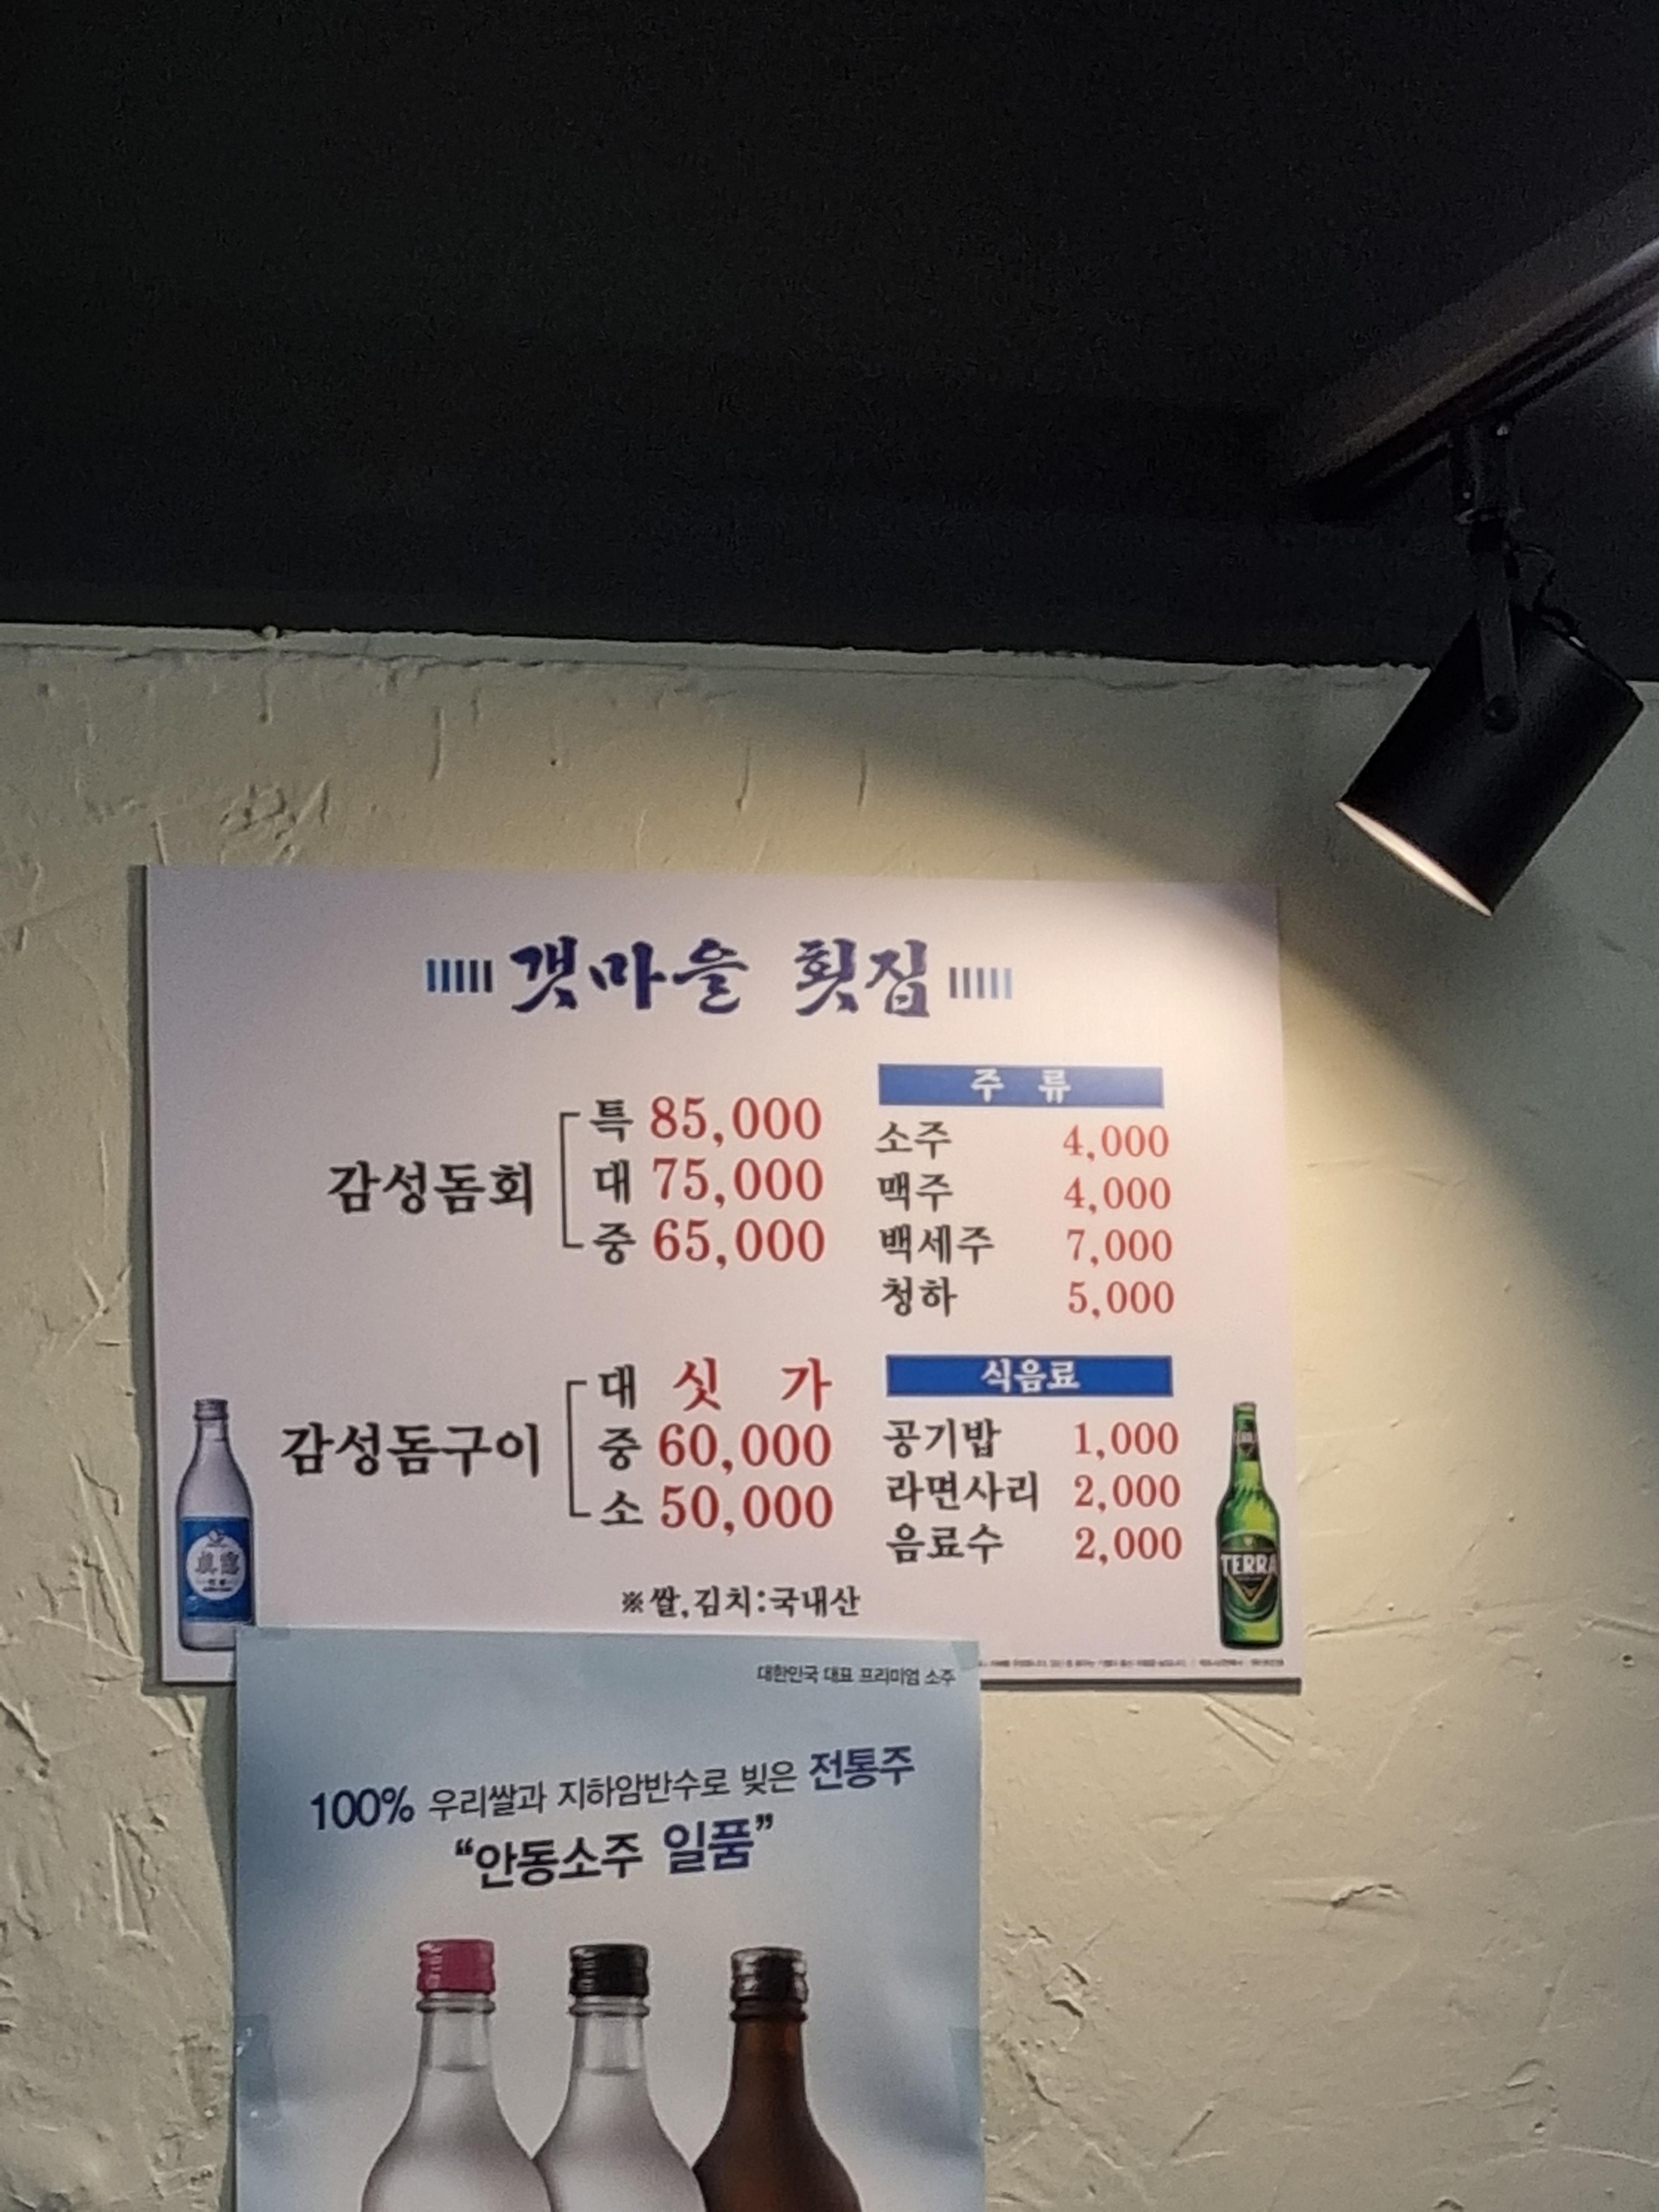 갯마을 횟집
감성돔회
특 85,000
대 75,000
중 65,000
감성돔구이
대 싯 가
중 60,000
소 50,000
주 류
소주 4,000
맥주 4,000
백세주 7,000
청하 5,000
식음료
공기밥 1,000
라면사리 2,000
음료수 2,000
※쌀,김치:국내산
眞露
TERRA
대한민국 대표 프리미엄 소주
100% 우리쌀과 지하암반수로 빚은 전통주
“안동소주 일품”